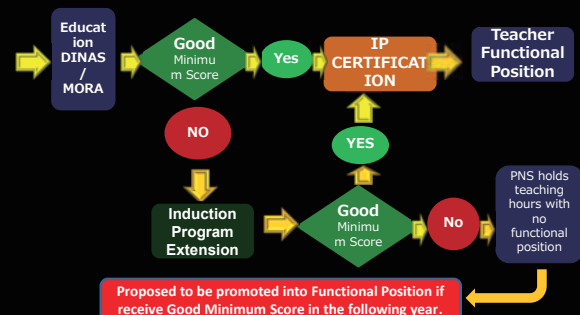 Educat
ion
DINAS
/
MORA
Good
Minimu
m Score
Yes
IP
CERTIFICAT
ION
Teacher
Functional
Position
NO
YES
Induction
Program
Extension
Good
Minimu
m Score
No
PNS holds
teaching
hours with
no
functional
position
Proposed to be promoted into Functional Position if
receive Good Minimum Score in the following year.